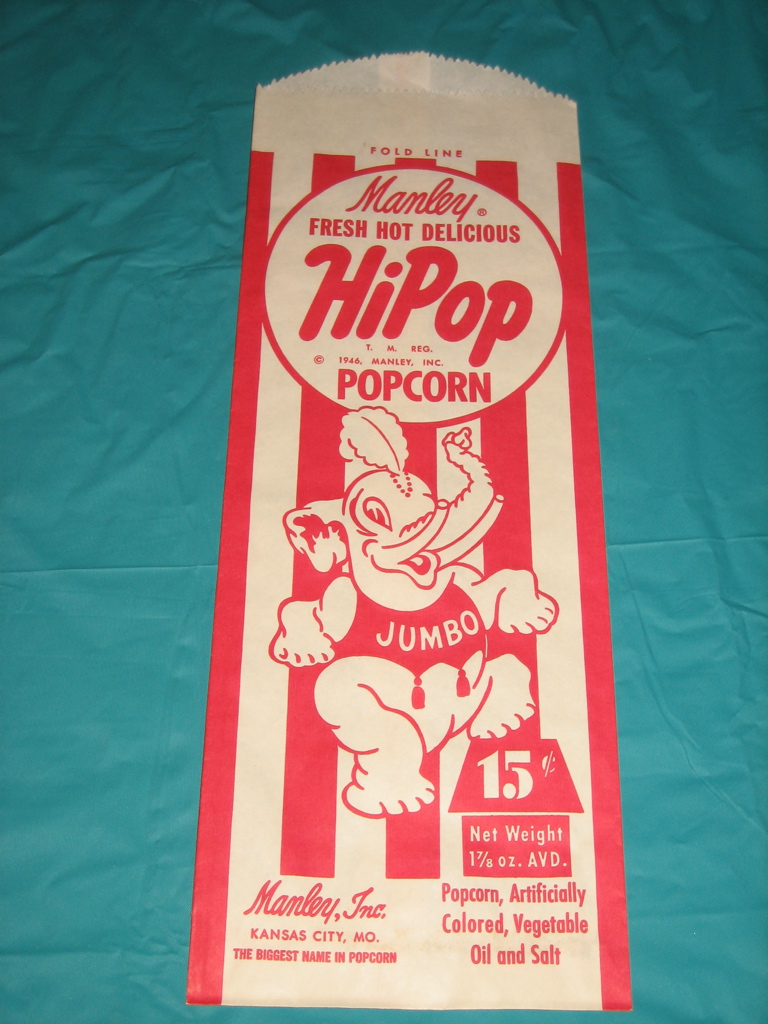 FOLD LINE
Manley®
FRESH HOT DELICIOUS
HiPop
T. M. REG.
© 1946, MANLEY, INC.
POPCORN
JUMBO
15¢
Net Weight
1⅞ oz. AVD.
Manley, Inc.
KANSAS CITY, MO.
THE BIGGEST NAME IN POPCORN
Popcorn, Artificially
Colored, Vegetable
Oil and Salt